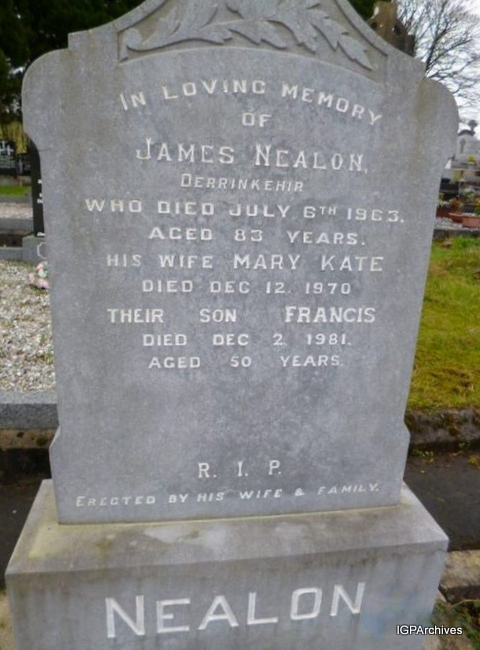 IN LOVING MEMORY
OF
JAMES NEALON,
DERRINKEHIR
WHO DIED JULY 6TH 1963.
AGED 83 YEARS.
HIS WIFE MARY KATE
DIED DEC 12. 1970
THEIR SON FRANCIS
DIED DEC 2 1981.
AGED 50 YEARS.
R. I. P.
ERECTED BY HIS WIFE & FAMILY.
NEALON
IGPArchives